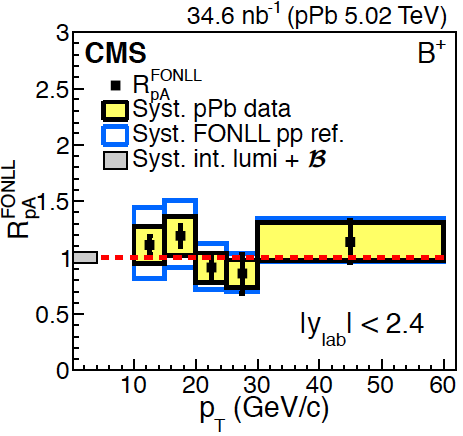 34.6 nb⁻¹ (pPb 5.02 TeV)
CMS B⁺
R_pA^FONLL
Syst. pPb data
Syst. FONLL pp ref.
Syst. int. lumi + ℬ
R_pA^FONLL
3
2.5
2
1.5
1
0.5
0
|y_lab| < 2.4
10 20 30 40 50 60
p_T (GeV/c)